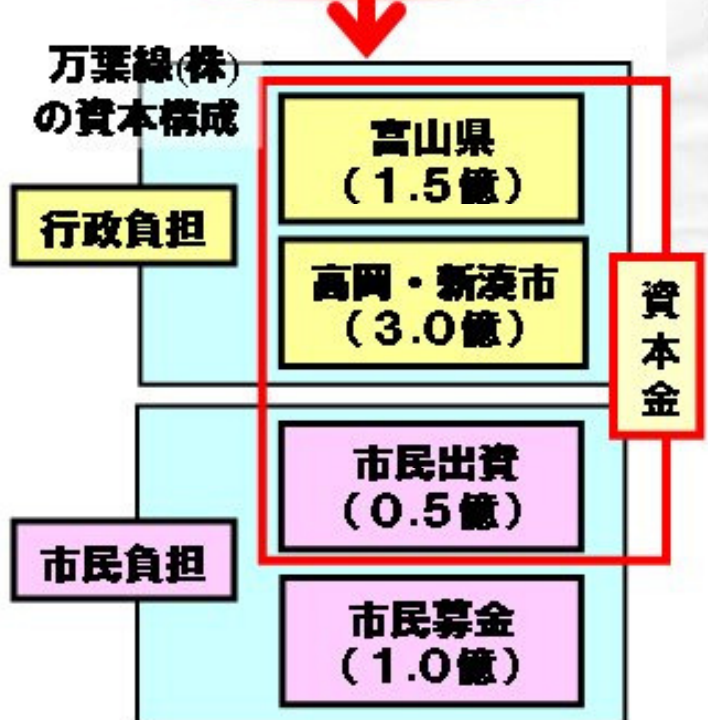 万葉線(株)
の資本構成
富山県
(1.5億)
行政負担
高岡・新湊市
(3.0億)
資本金
市民出資
(0.5億)
市民負担
市民募金
(1.0億)